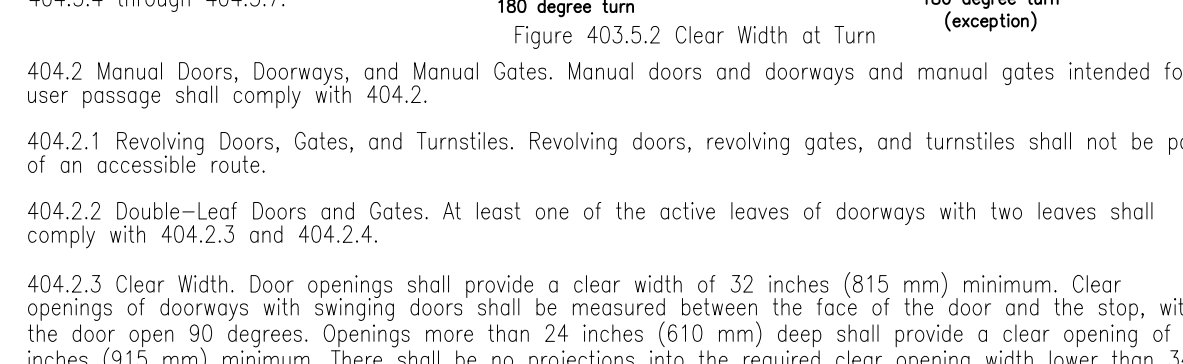 404.5.4 through 404.5.7.
180 degree turn
180 degree turn
(exception)
Figure 403.5.2 Clear Width at Turn
404.2 Manual Doors, Doorways, and Manual Gates. Manual doors and doorways and manual gates intended fo
user passage shall comply with 404.2.
404.2.1 Revolving Doors, Gates, and Turnstiles. Revolving doors, revolving gates, and turnstiles shall not be pa
of an accessible route.
404.2.2 Double-Leaf Doors and Gates. At least one of the active leaves of doorways with two leaves shall
comply with 404.2.3 and 404.2.4.
404.2.3 Clear Width. Door openings shall provide a clear width of 32 inches (815 mm) minimum. Clear
openings of doorways with swinging doors shall be measured between the face of the door and the stop, wit
the door open 90 degrees. Openings more than 24 inches (610 mm) deep shall provide a clear opening of
inches (915 mm) minimum. There shall be no projections into the required clear opening width lower than 34